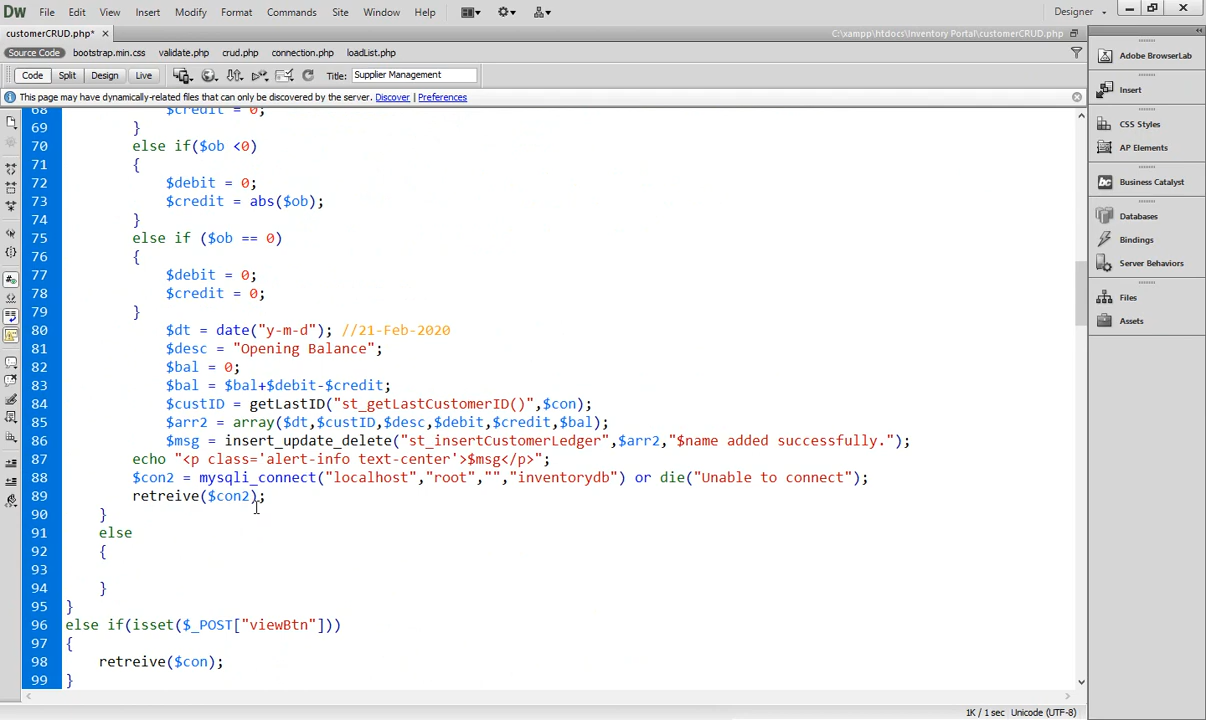 DW File Edit View Insert Modify Format Commands Site Window Help Designer
customerCRUD.php* C:\xampp\htdocs\Inventory Portal\customerCRUD.php
Source Code bootstrap.min.css validate.php crud.php connection.php loadList.php
Code Split Design Live Title: Supplier Management
This page may have dynamically-related files that can only be discovered by the server. Discover Preferences
68 $credit = 0;
69 }
70 else if($ob <0)
71 {
72 $debit = 0;
73 $credit = abs($ob);
74 }
75 else if ($ob == 0)
76 {
77 $debit = 0;
78 $credit = 0;
79 }
80 $dt = date("y-m-d"); //21-Feb-2020
81 $desc = "Opening Balance";
82 $bal = 0;
83 $bal = $bal+$debit-$credit;
84 $custID = getLastID("st_getLastCustomerID()",$con);
85 $arr2 = array($dt,$custID,$desc,$debit,$credit,$bal);
86 $msg = insert_update_delete("st_insertCustomerLedger",$arr2,"$name added successfully.");
87 echo "<p class='alert-info text-center'>$msg</p>";
88 $con2 = mysqli_connect("localhost","root","","inventorydb") or die("Unable to connect");
89 retreive($con2);
90 }
91 else
92 {
93
94 }
95 }
96 else if(isset($_POST["viewBtn"]))
97 {
98 retreive($con);
99 }
Adobe BrowserLab
Insert
CSS Styles
AP Elements
Business Catalyst
Databases
Bindings
Server Behaviors
Files
Assets
1K / 1 sec Unicode (UTF-8)